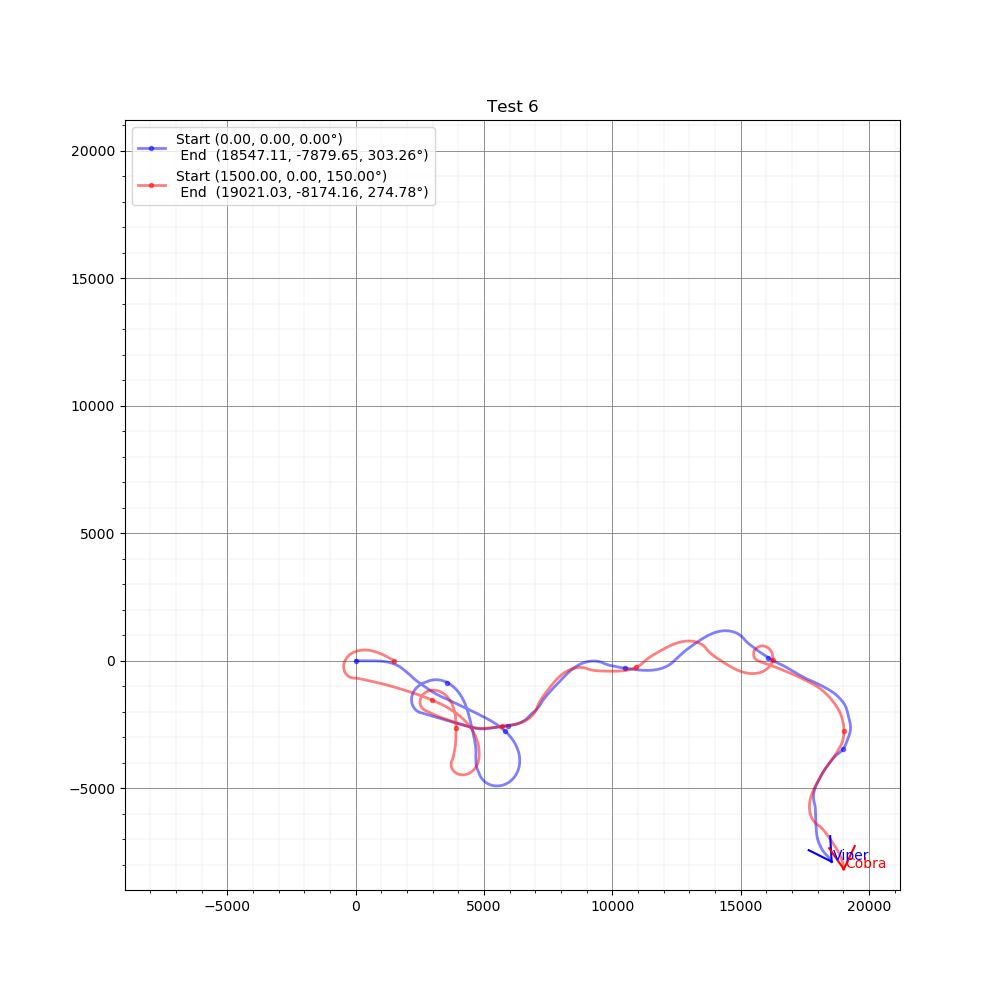 Test 6
Start (0.00, 0.00, 0.00°)
End (18547.11, -7879.65, 303.26°)
Start (1500.00, 0.00, 150.00°)
End (19021.03, -8174.16, 274.78°)
20000
15000
10000
5000
0
−5000
Viper
Cobra
−5000 0 5000 10000 15000 20000